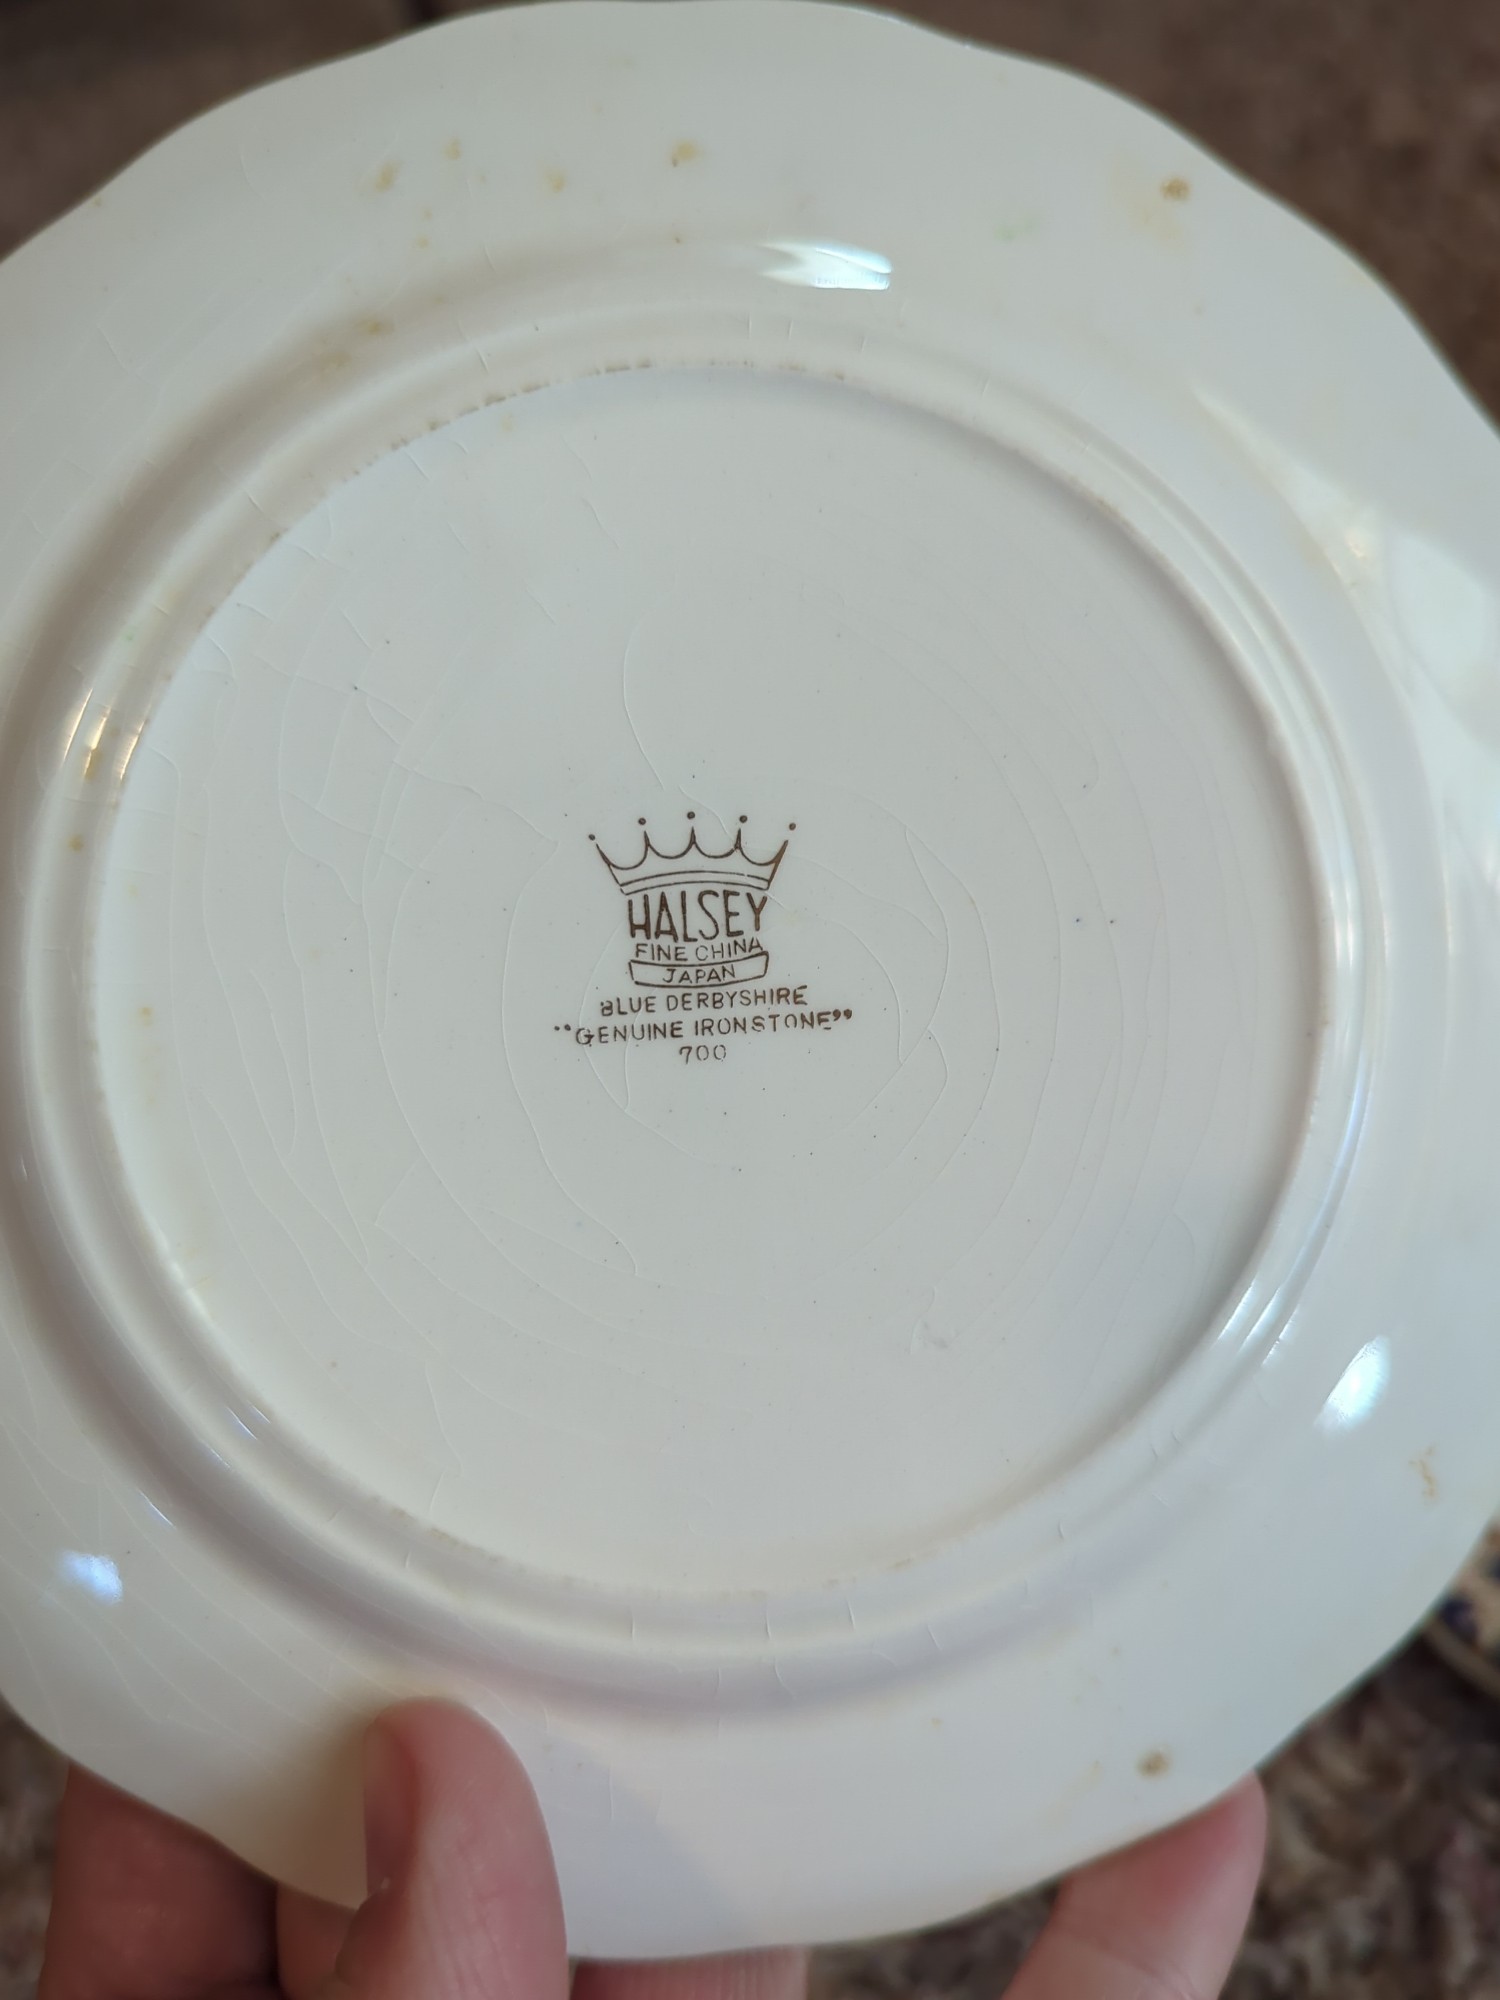 HALSEY
FINE CHINA
JAPAN
BLUE DERBYSHIRE
"GENUINE IRONSTONE"
700